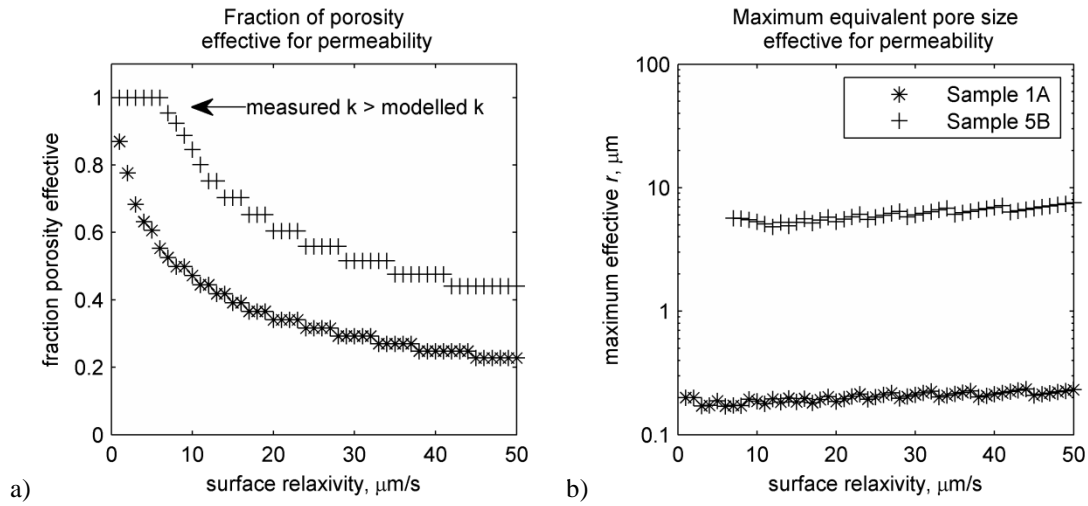 Fraction of porosity
effective for permeability
measured k > modelled k
fraction porosity effective
1
0.8
0.6
0.4
0.2
0
0 10 20 30 40 50
surface relaxivity, μm/s
a)
Maximum equivalent pore size
effective for permeability
Sample 1A
Sample 5B
maximum effective r, μm
100
10
1
0.1
0 10 20 30 40 50
surface relaxivity, μm/s
b)